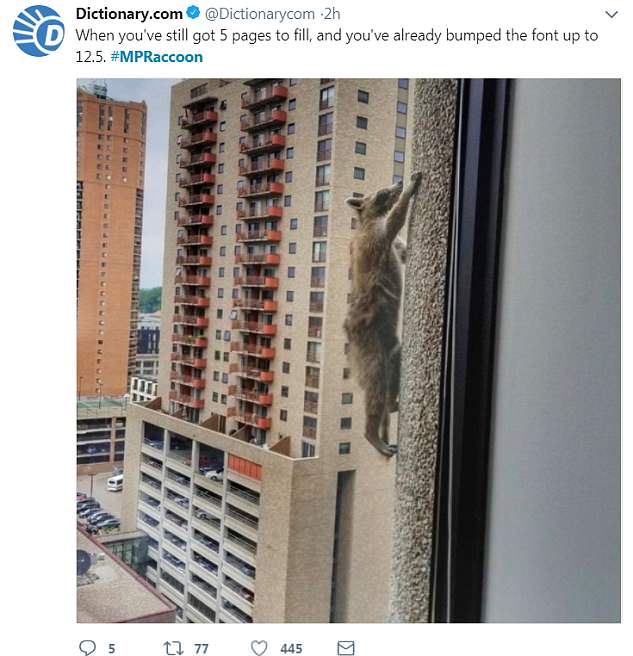 Dictionary.com @Dictionarycom · 2h
When you've still got 5 pages to fill, and you've already bumped the font up to
12.5. #MPRaccoon
5 77 445